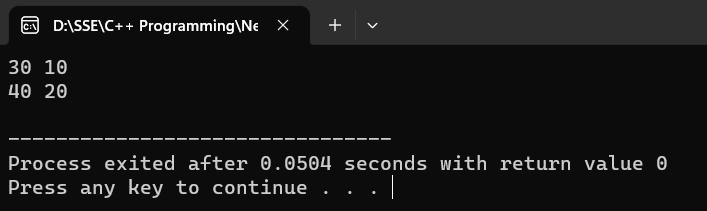 D:\SSE\C++ Programming\Ne
30 10
40 20
--------------------------------
Process exited after 0.0504 seconds with return value 0
Press any key to continue . . .